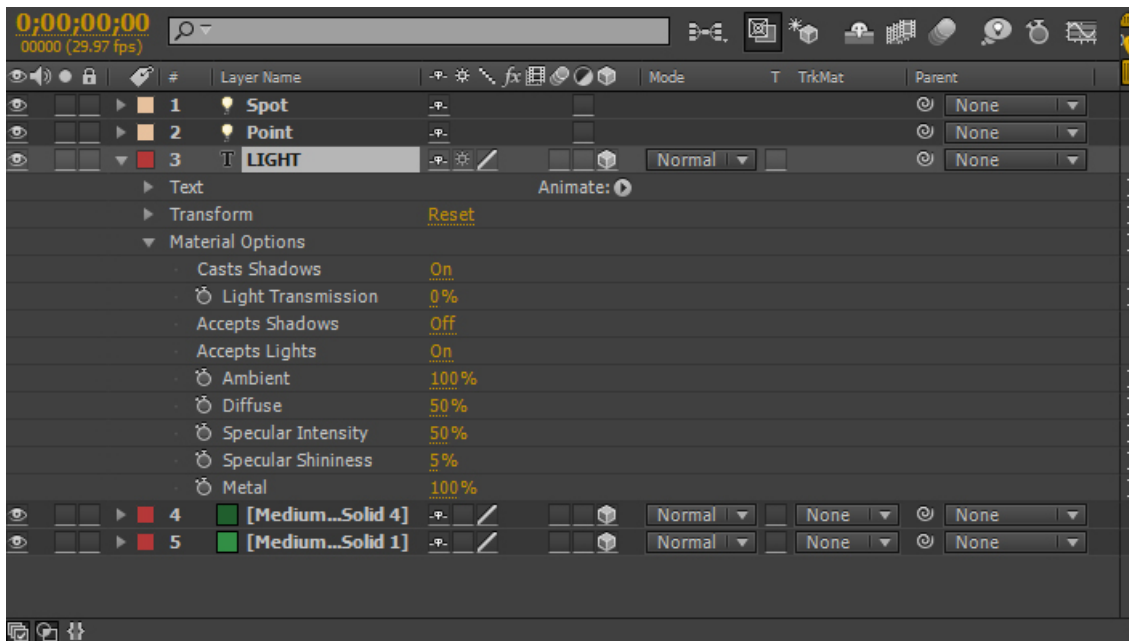 0;00;00;00
00000 (29.97 fps)
# Layer Name fx Mode T TrkMat Parent
1 Spot None
2 Point None
3 T LIGHT Normal None
Text Animate:
Transform Reset
Material Options
Casts Shadows On
Light Transmission 0%
Accepts Shadows Off
Accepts Lights On
Ambient 100%
Diffuse 50%
Specular Intensity 50%
Specular Shininess 5%
Metal 100%
4 [Medium...Solid 4] Normal None None
5 [Medium...Solid 1] Normal None None